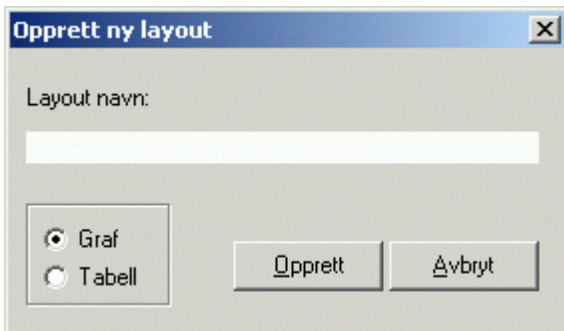 Opprett ny layout
Layout navn:
Graf
Tabell
Opprett
Avbryt